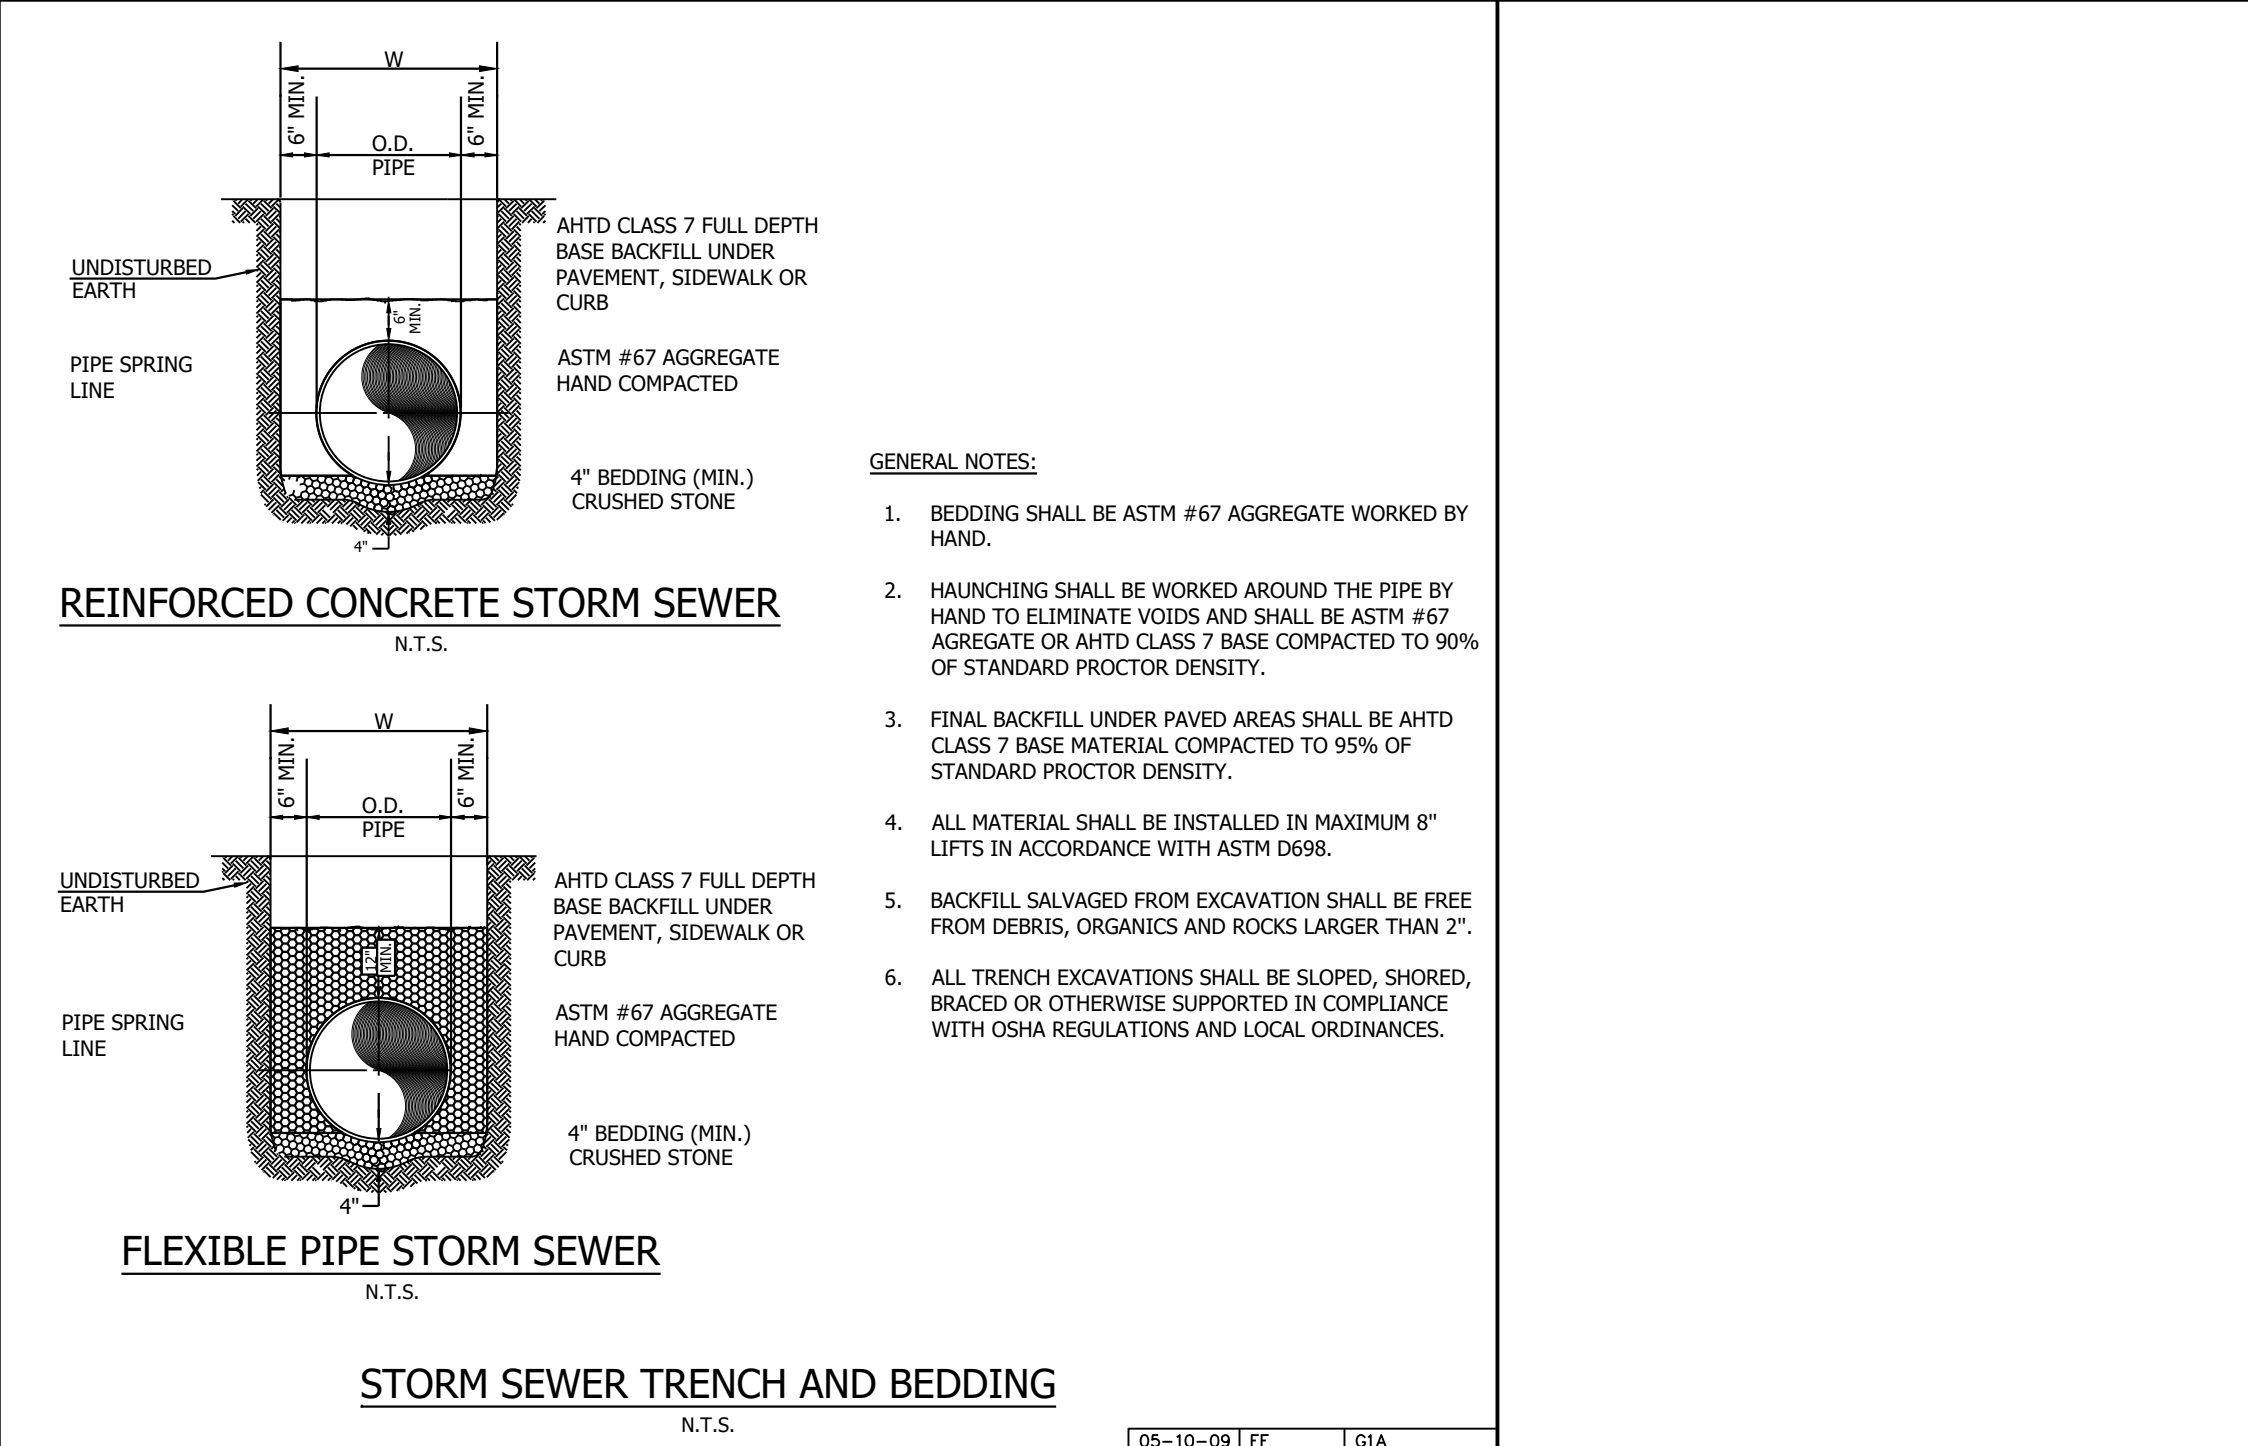 W
6" MIN.
6" MIN.
O.D.
PIPE
AHTD CLASS 7 FULL DEPTH
BASE BACKFILL UNDER
PAVEMENT, SIDEWALK OR
CURB
UNDISTURBED
EARTH
6"
MIN.
PIPE SPRING
LINE
ASTM #67 AGGREGATE
HAND COMPACTED
4" BEDDING (MIN.)
CRUSHED STONE
4"
REINFORCED CONCRETE STORM SEWER
N.T.S.
W
6" MIN.
6" MIN.
O.D.
PIPE
UNDISTURBED
EARTH
AHTD CLASS 7 FULL DEPTH
BASE BACKFILL UNDER
PAVEMENT, SIDEWALK OR
CURB
12"
MIN.
PIPE SPRING
LINE
ASTM #67 AGGREGATE
HAND COMPACTED
4" BEDDING (MIN.)
CRUSHED STONE
4"
FLEXIBLE PIPE STORM SEWER
N.T.S.
GENERAL NOTES:
1. BEDDING SHALL BE ASTM #67 AGGREGATE WORKED BY
HAND.
2. HAUNCHING SHALL BE WORKED AROUND THE PIPE BY
HAND TO ELIMINATE VOIDS AND SHALL BE ASTM #67
AGREGATE OR AHTD CLASS 7 BASE COMPACTED TO 90%
OF STANDARD PROCTOR DENSITY.
3. FINAL BACKFILL UNDER PAVED AREAS SHALL BE AHTD
CLASS 7 BASE MATERIAL COMPACTED TO 95% OF
STANDARD PROCTOR DENSITY.
4. ALL MATERIAL SHALL BE INSTALLED IN MAXIMUM 8"
LIFTS IN ACCORDANCE WITH ASTM D698.
5. BACKFILL SALVAGED FROM EXCAVATION SHALL BE FREE
FROM DEBRIS, ORGANICS AND ROCKS LARGER THAN 2".
6. ALL TRENCH EXCAVATIONS SHALL BE SLOPED, SHORED,
BRACED OR OTHERWISE SUPPORTED IN COMPLIANCE
WITH OSHA REGULATIONS AND LOCAL ORDINANCES.
STORM SEWER TRENCH AND BEDDING
N.T.S.
05-10-09 FF G1A